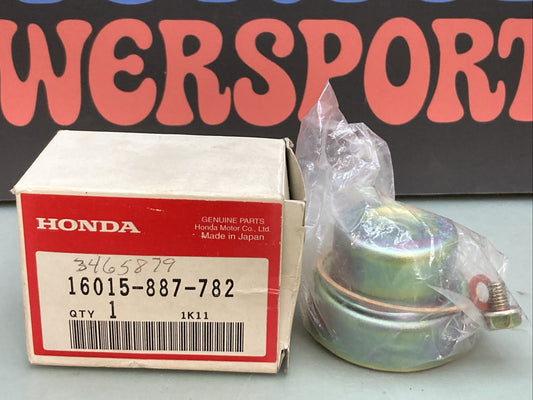 WERSPORT
HONDA
GENUINE PARTS
Honda Motor Co., Ltd.
Made in Japan
3465879
16015-887-782
QTY 1 1K11